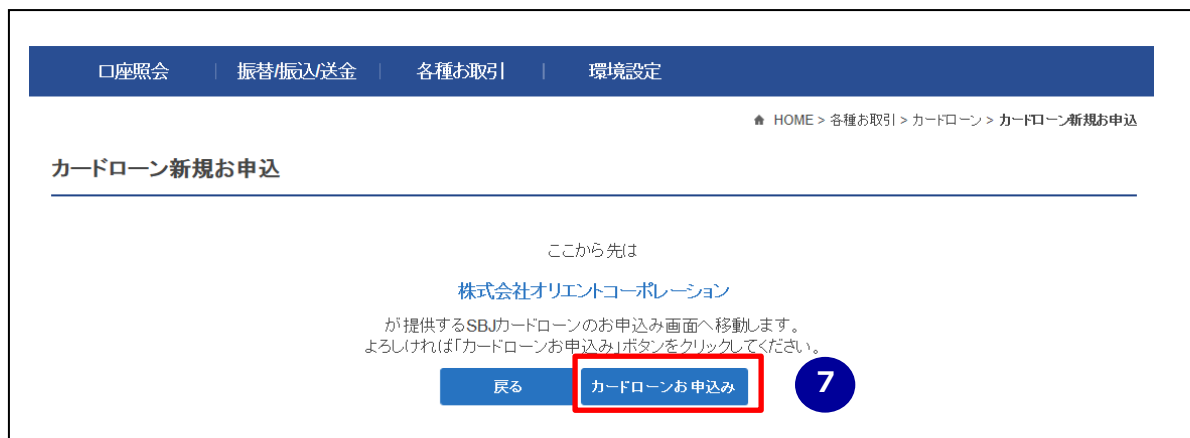 口座照会 振替/振込/送金 各種お取引 環境設定
HOME > 各種お取引 > カードローン > カードローン新規お申込
カードローン新規お申込
ここから先は
株式会社オリエントコーポレーション
が提供するSBJカードローンのお申込み画面へ移動します。
よろしければ「カードローンお申込み」ボタンをクリックしてください。
戻る カードローンお申込み 7